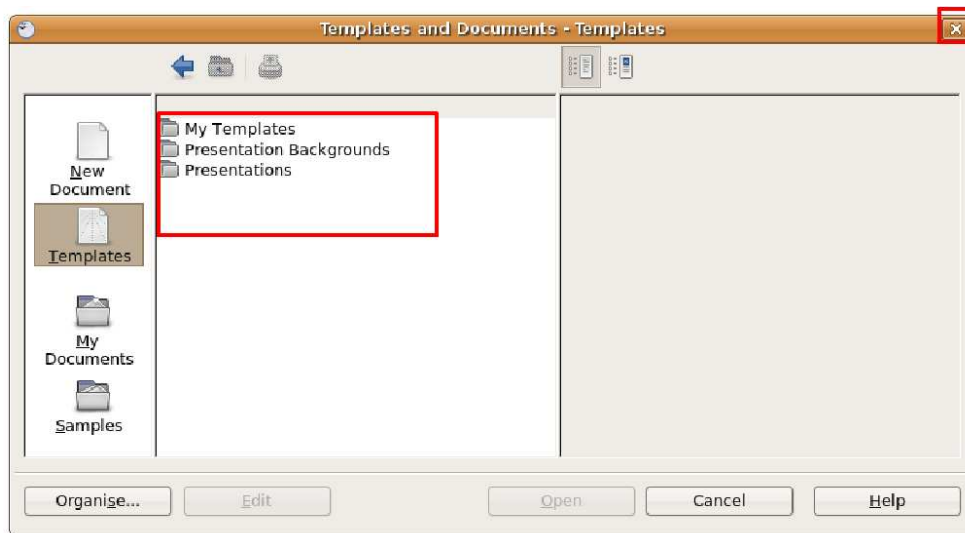 Templates and Documents - Templates
My Templates
Presentation Backgrounds
Presentations
New
Document
Templates
My
Documents
Samples
Organise...
Edit
Open
Cancel
Help